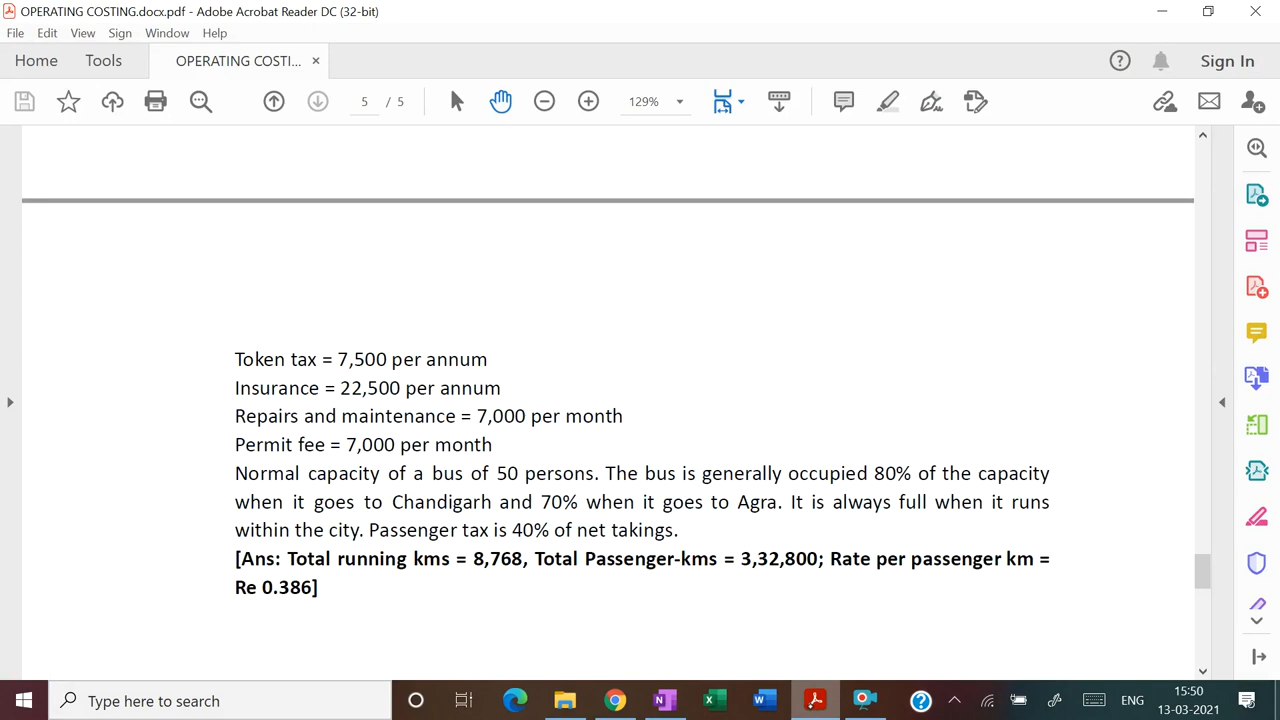 OPERATING COSTING.docx.pdf - Adobe Acrobat Reader DC (32-bit)
File Edit View Sign Window Help
Home Tools OPERATING COSTI... × Sign In
5 / 5 129%
Token tax = 7,500 per annum
Insurance = 22,500 per annum
Repairs and maintenance = 7,000 per month
Permit fee = 7,000 per month
Normal capacity of a bus of 50 persons. The bus is generally occupied 80% of the capacity
when it goes to Chandigarh and 70% when it goes to Agra. It is always full when it runs
within the city. Passenger tax is 40% of net takings.
[Ans: Total running kms = 8,768, Total Passenger-kms = 3,32,800; Rate per passenger km =
Re 0.386]
Type here to search
ENG
15:50
13-03-2021